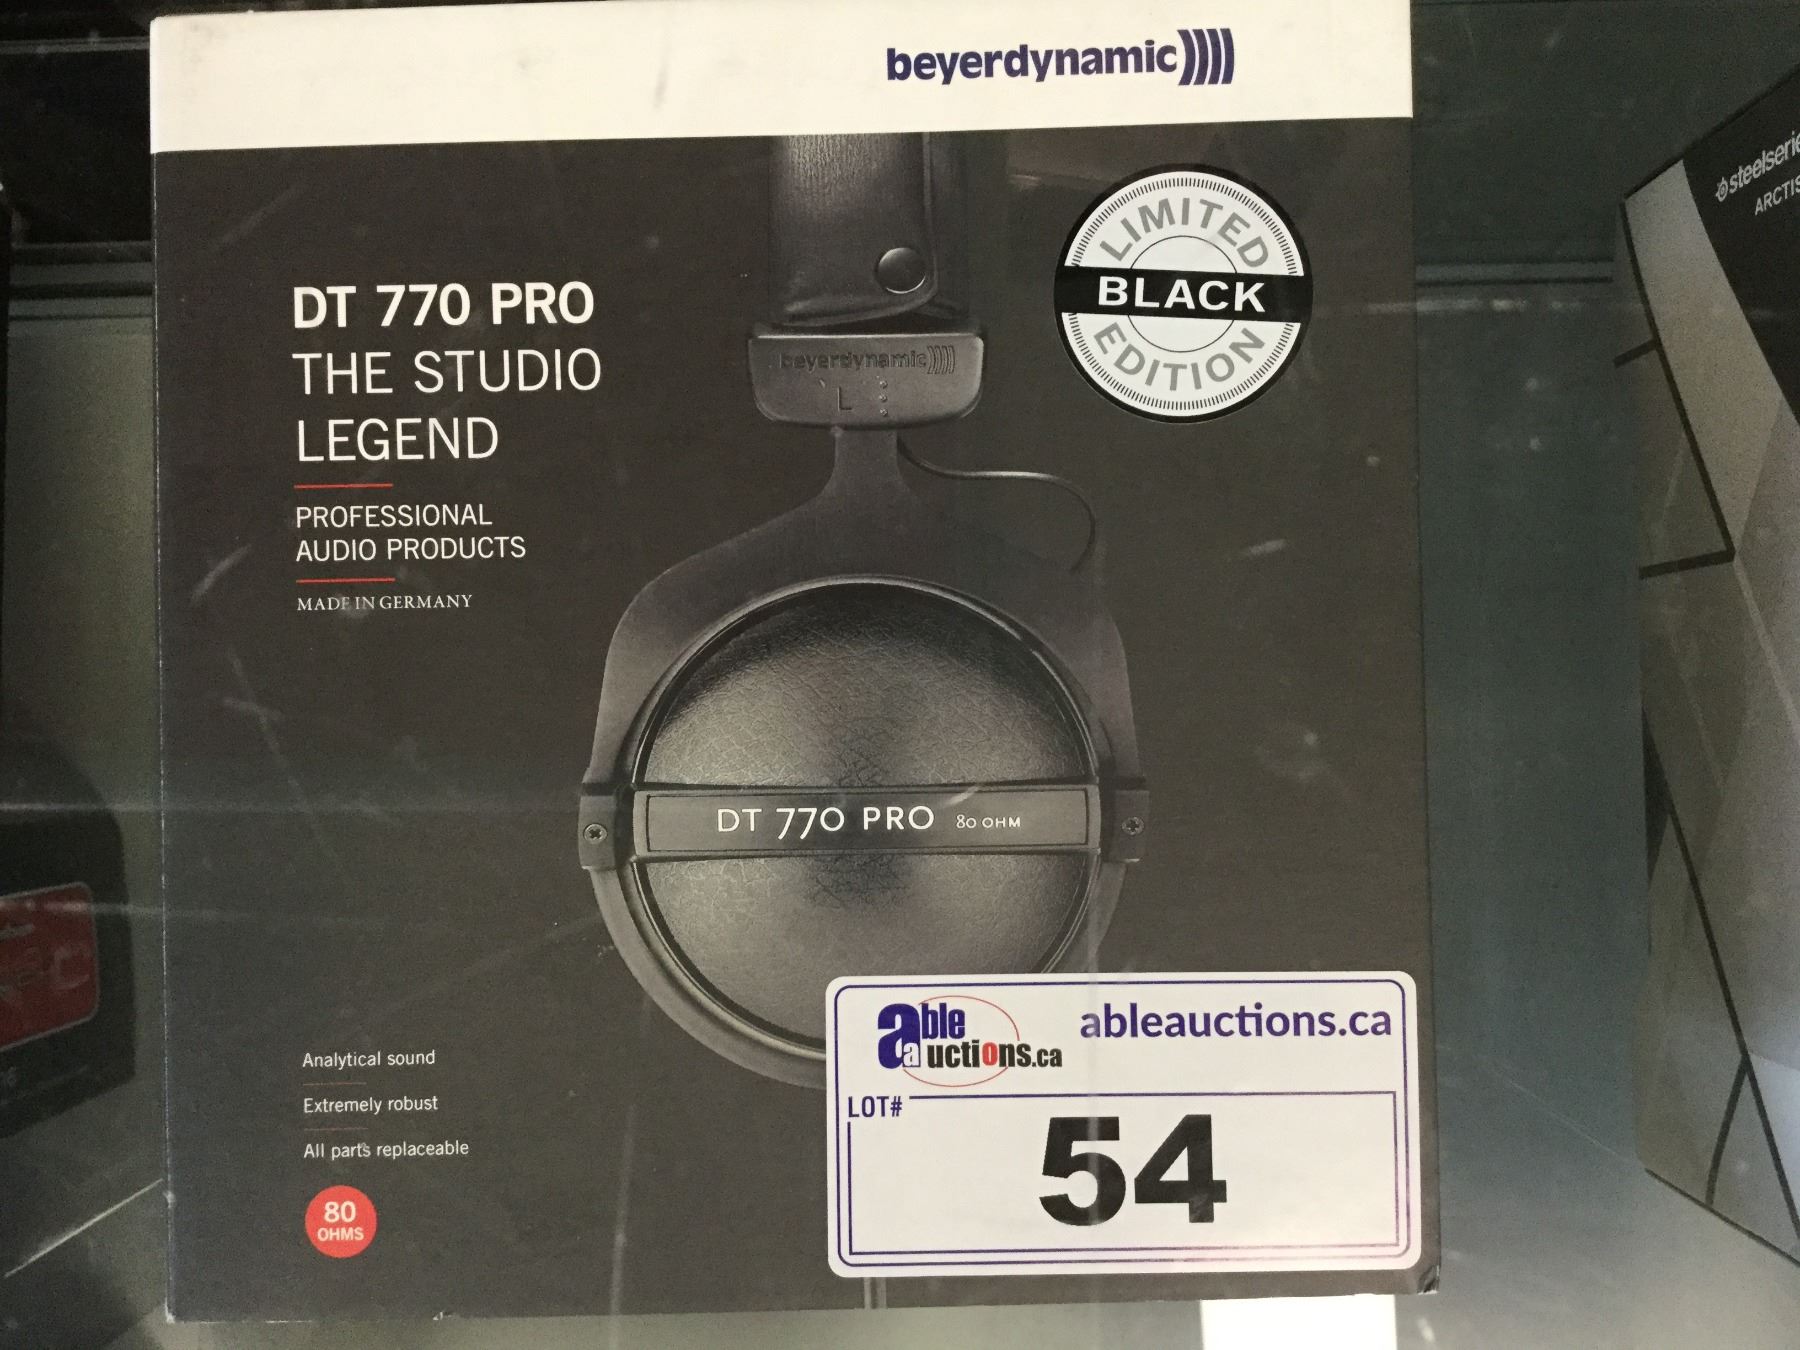 beyerdynamic
LIMITED
BLACK
EDITION
DT 770 PRO
THE STUDIO
LEGEND
PROFESSIONAL
AUDIO PRODUCTS
MADE IN GERMANY
beyerdynamic
L
DT 770 PRO 80 OHM
Analytical sound
Extremely robust
All parts replaceable
80
OHMS
able auctions.ca
ableauctions.ca
LOT#
54
steelserie
ARCTIS